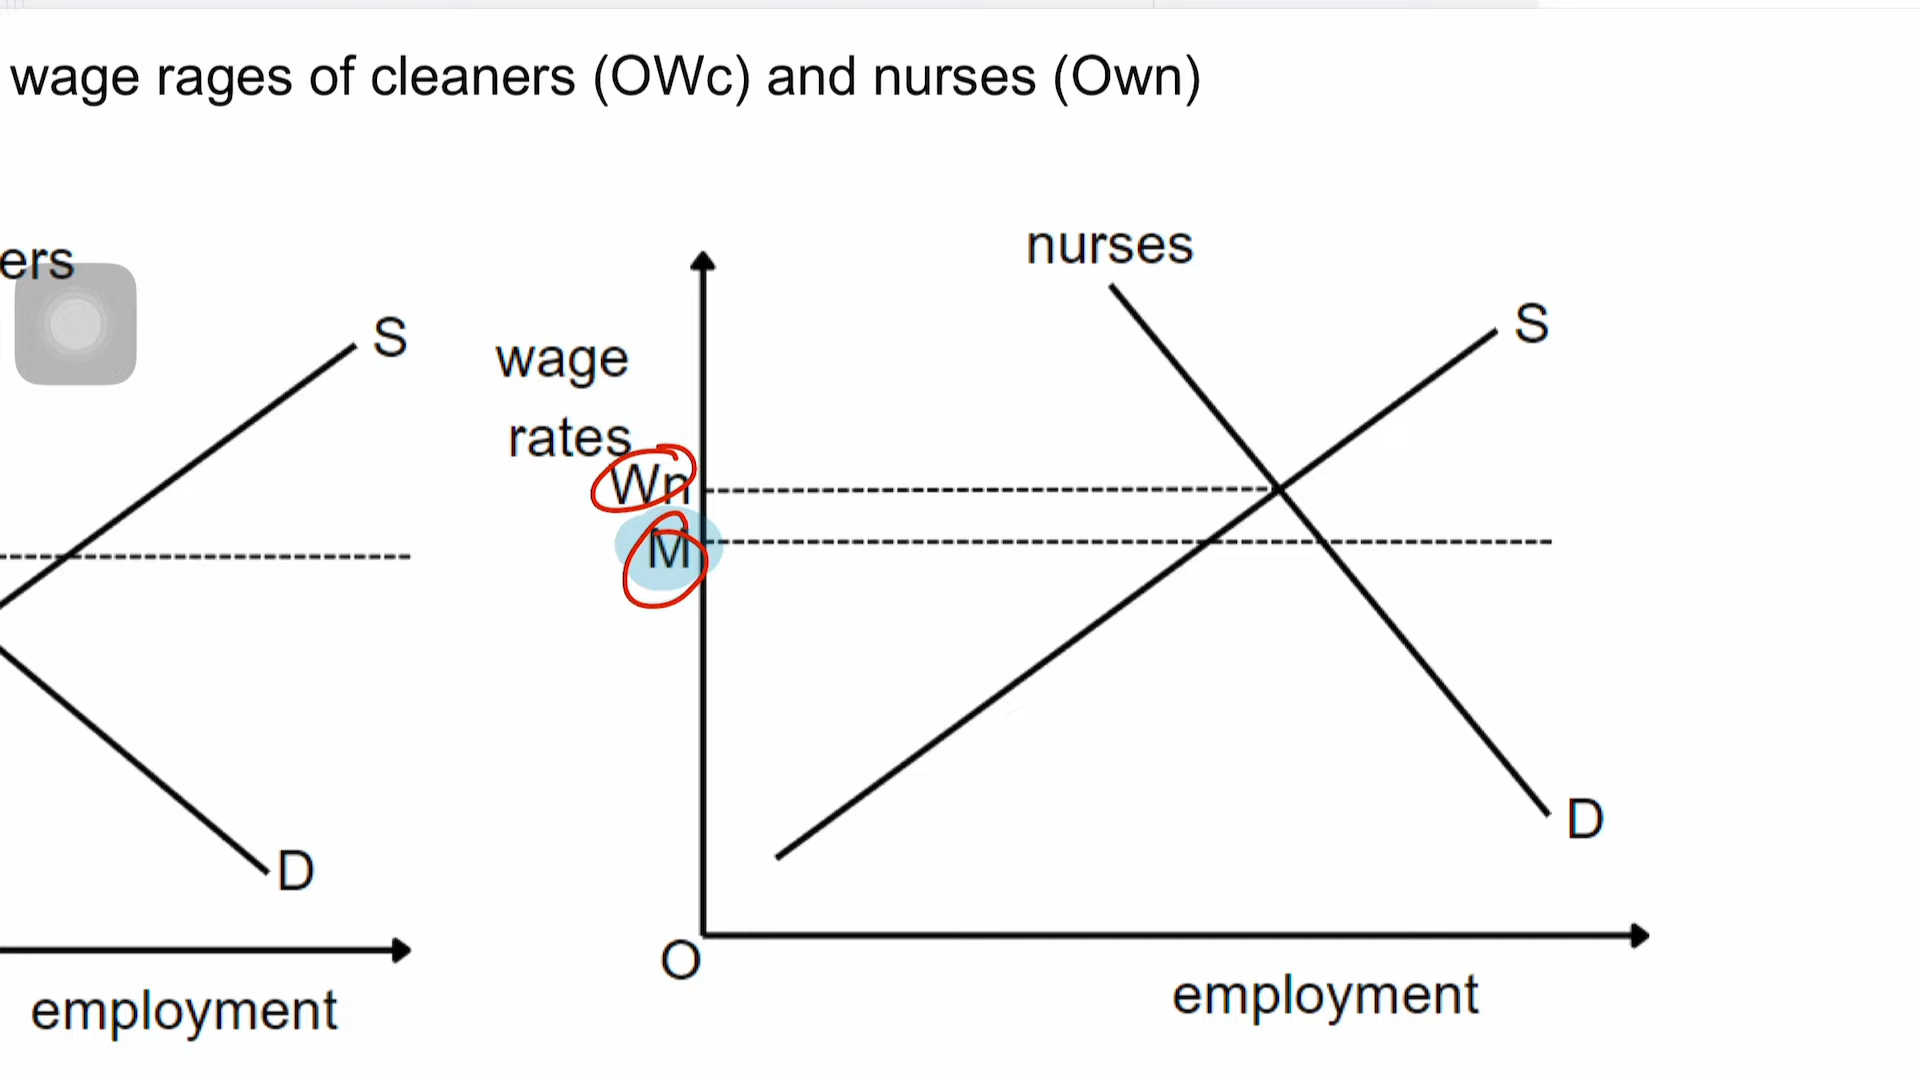 wage rages of cleaners (OWc) and nurses (Own)
ers
S
D
employment
nurses
wage
rates
Wn
M
S
D
O
employment